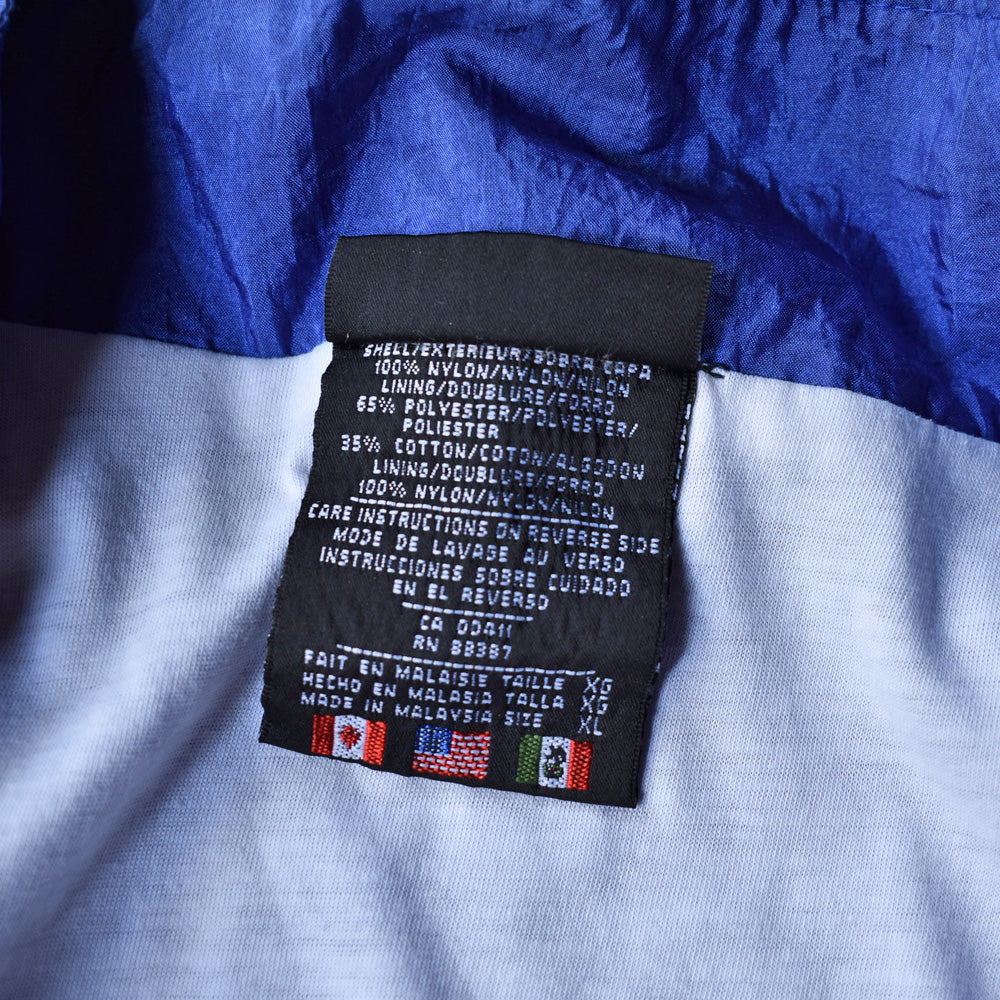 SHELL/EXTERIEUR/SOBRA CAPA
100% NYLON/NYLON/NILON
LINING/DOUBLURE/FORRO
65% POLYESTER/POLYESTER/
POLIESTER
35% COTTON/COTON/ALGODON
LINING/DOUBLURE/FORRO
100% NYLON/NYLON/NILON
CARE INSTRUCTIONS ON REVERSE SIDE
MODE DE LAVAGE AU VERSO
INSTRUCCIONES SOBRE CUIDADO
EN EL REVERSO
CA 00411
RN 88387
FAIT EN MALAISIE TAILLE XG
HECHO EN MALASIA TALLA XG
MADE IN MALAYSIA SIZE XL